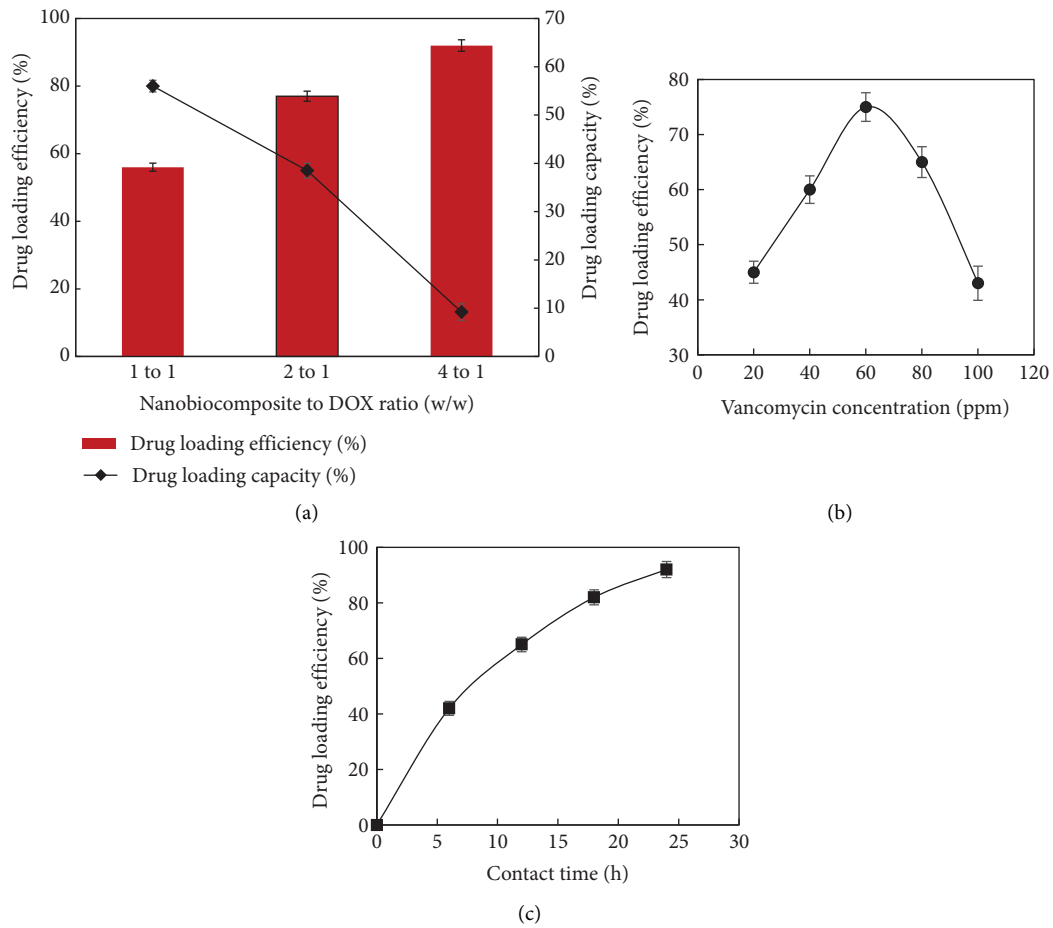 100
80
60
40
20
0
Drug loading efficiency (%)
70
60
50
40
30
20
10
0
Drug loading capacity (%)
1 to 1 2 to 1 4 to 1
Nanobiocomposite to DOX ratio (w/w)
Drug loading efficiency (%)
Drug loading capacity (%)
(a)
80
70
60
50
40
30
Drug loading efficiency (%)
0 20 40 60 80 100 120
Vancomycin concentration (ppm)
(b)
100
80
60
40
20
0
Drug loading efficiency (%)
0 5 10 15 20 25 30
Contact time (h)
(c)